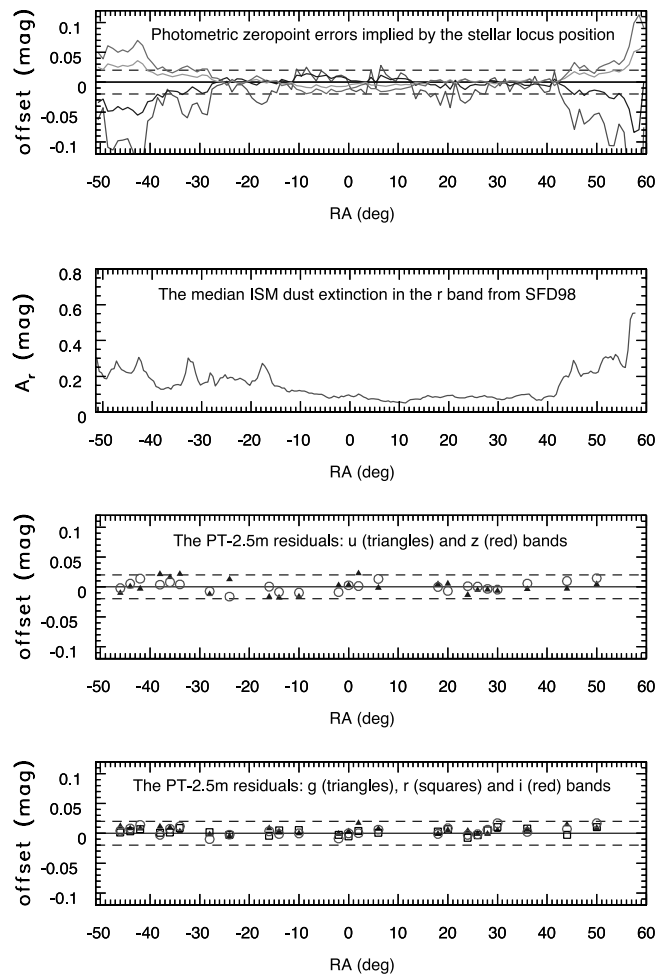 Photometric zeropoint errors implied by the stellar locus position
offset (mag)
0.1
0.05
0
-0.05
-0.1
-50 -40 -30 -20 -10 0 10 20 30 40 50 60
RA (deg)
The median ISM dust extinction in the r band from SFD98
A_r (mag)
0.8
0.6
0.4
0.2
0
-50 -40 -30 -20 -10 0 10 20 30 40 50 60
RA (deg)
The PT-2.5m residuals: u (triangles) and z (red) bands
offset (mag)
0.1
0.05
0
-0.05
-0.1
-50 -40 -30 -20 -10 0 10 20 30 40 50 60
RA (deg)
The PT-2.5m residuals: g (triangles), r (squares) and i (red) bands
offset (mag)
0.1
0.05
0
-0.05
-0.1
-50 -40 -30 -20 -10 0 10 20 30 40 50 60
RA (deg)